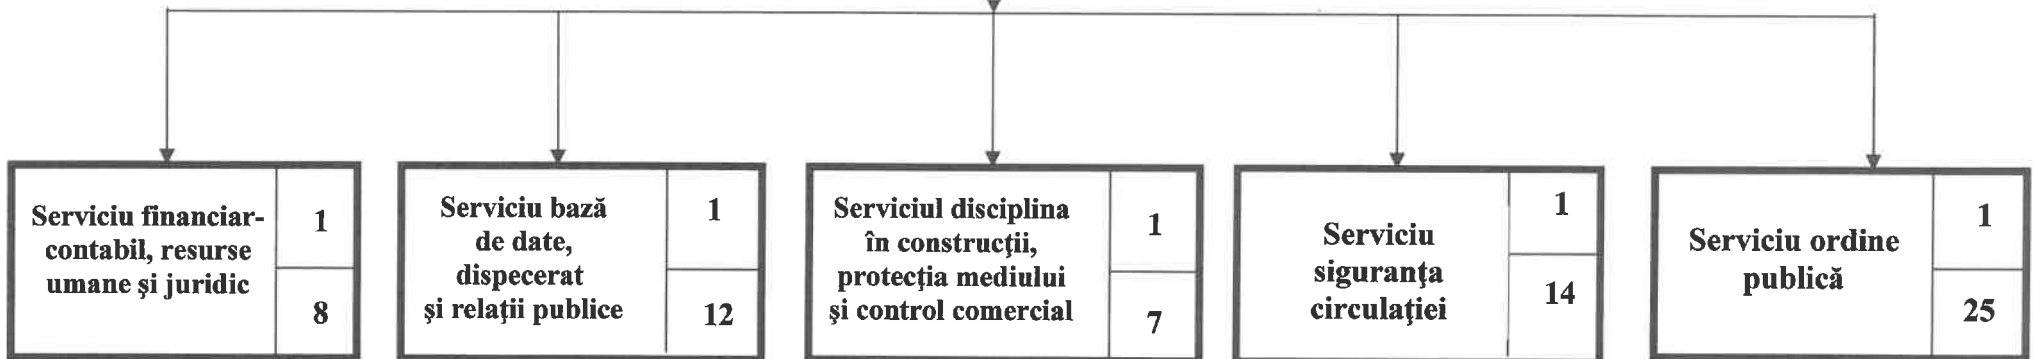 Serviciu financiar-
contabil, resurse
umane şi juridic
1
8
Serviciu bază
de date,
dispecerat
şi relaţii publice
1
12
Serviciul disciplina
în construcţii,
protecţia mediului
şi control comercial
1
7
Serviciu
siguranţa
circulaţiei
1
14
Serviciu ordine
publică
1
25